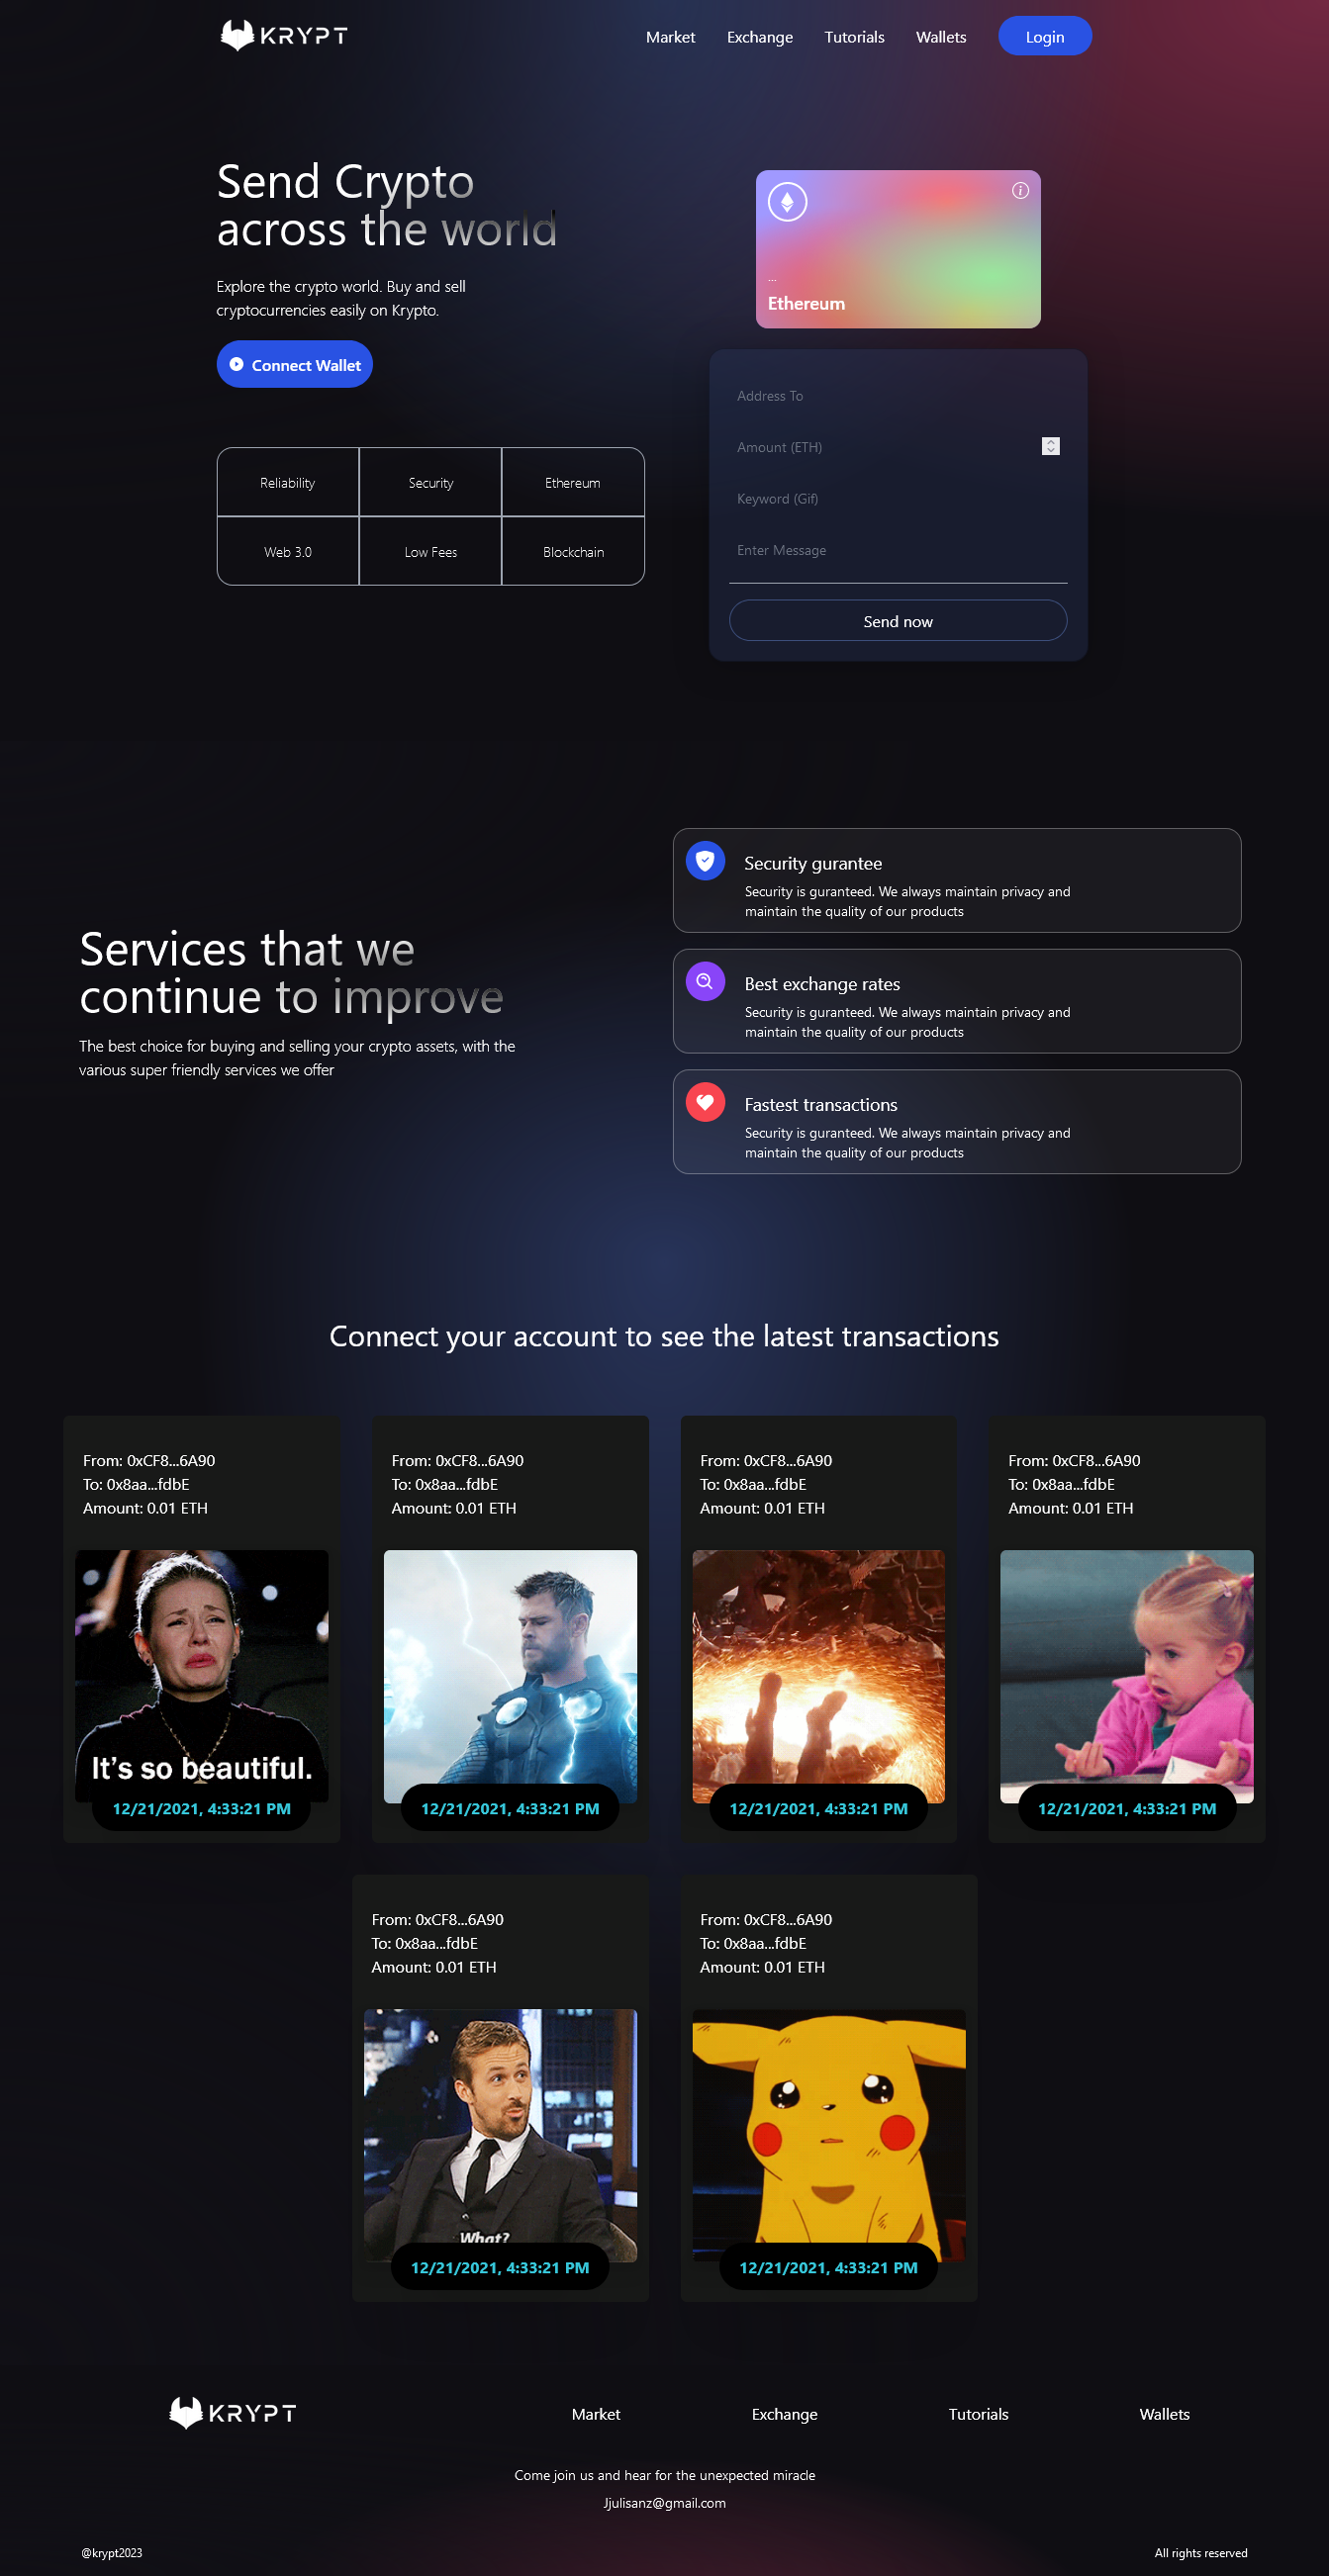 KRYPT
Market Exchange Tutorials Wallets Login
Send Crypto
across the world
Explore the crypto world. Buy and sell
cryptocurrencies easily on Krypto.
Connect Wallet
Reliability Security Ethereum
Web 3.0 Low Fees Blockchain
...
Ethereum
Address To
Amount (ETH)
Keyword (Gif)
Enter Message
Send now
Services that we
continue to improve
The best choice for buying and selling your crypto assets, with the
various super friendly services we offer
Security gurantee
Security is guranteed. We always maintain privacy and
maintain the quality of our products
Best exchange rates
Security is guranteed. We always maintain privacy and
maintain the quality of our products
Fastest transactions
Security is guranteed. We always maintain privacy and
maintain the quality of our products
Connect your account to see the latest transactions
From: 0xCF8...6A90
To: 0x8aa...fdbE
Amount: 0.01 ETH
It's so beautiful.
12/21/2021, 4:33:21 PM
From: 0xCF8...6A90
To: 0x8aa...fdbE
Amount: 0.01 ETH
12/21/2021, 4:33:21 PM
From: 0xCF8...6A90
To: 0x8aa...fdbE
Amount: 0.01 ETH
12/21/2021, 4:33:21 PM
From: 0xCF8...6A90
To: 0x8aa...fdbE
Amount: 0.01 ETH
12/21/2021, 4:33:21 PM
From: 0xCF8...6A90
To: 0x8aa...fdbE
Amount: 0.01 ETH
What?
12/21/2021, 4:33:21 PM
From: 0xCF8...6A90
To: 0x8aa...fdbE
Amount: 0.01 ETH
12/21/2021, 4:33:21 PM
KRYPT
Market Exchange Tutorials Wallets
Come join us and hear for the unexpected miracle
Jjulisanz@gmail.com
@krypt2023
All rights reserved